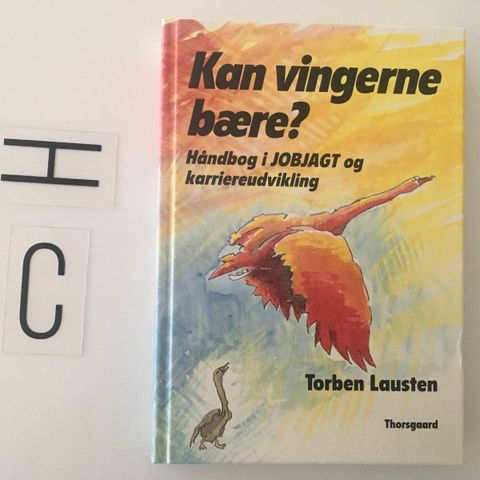 Kan vingerne
bære?
Håndbog i JOBJAGT og
karriereudvikling
Torben Lausten
Thorsgaard
H
C